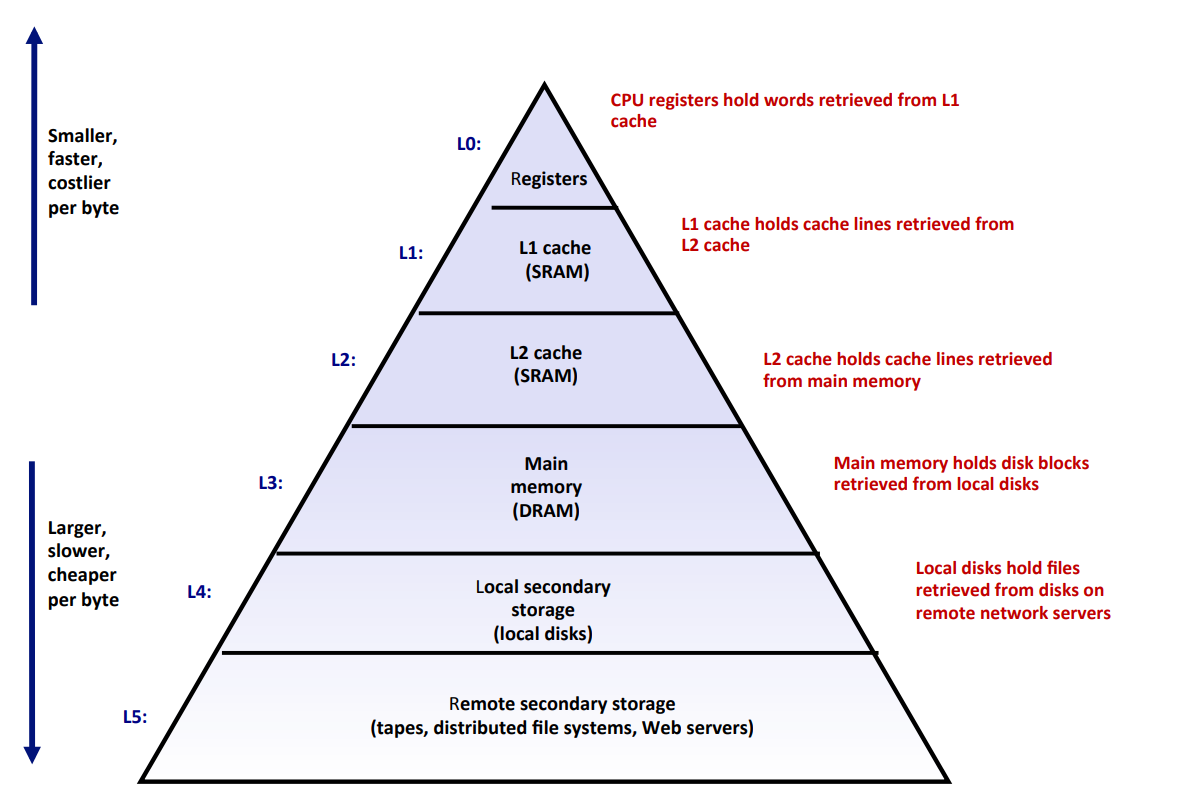 CPU registers hold words retrieved from L1
cache
Smaller,
faster,
costlier
per byte
L0:
Registers
L1 cache holds cache lines retrieved from
L2 cache
L1:
L1 cache
(SRAM)
L2:
L2 cache
(SRAM)
L2 cache holds cache lines retrieved
from main memory
L3:
Main
memory
(DRAM)
Main memory holds disk blocks
retrieved from local disks
Larger,
slower,
cheaper
per byte
L4:
Local secondary
storage
(local disks)
Local disks hold files
retrieved from disks on
remote network servers
L5:
Remote secondary storage
(tapes, distributed file systems, Web servers)